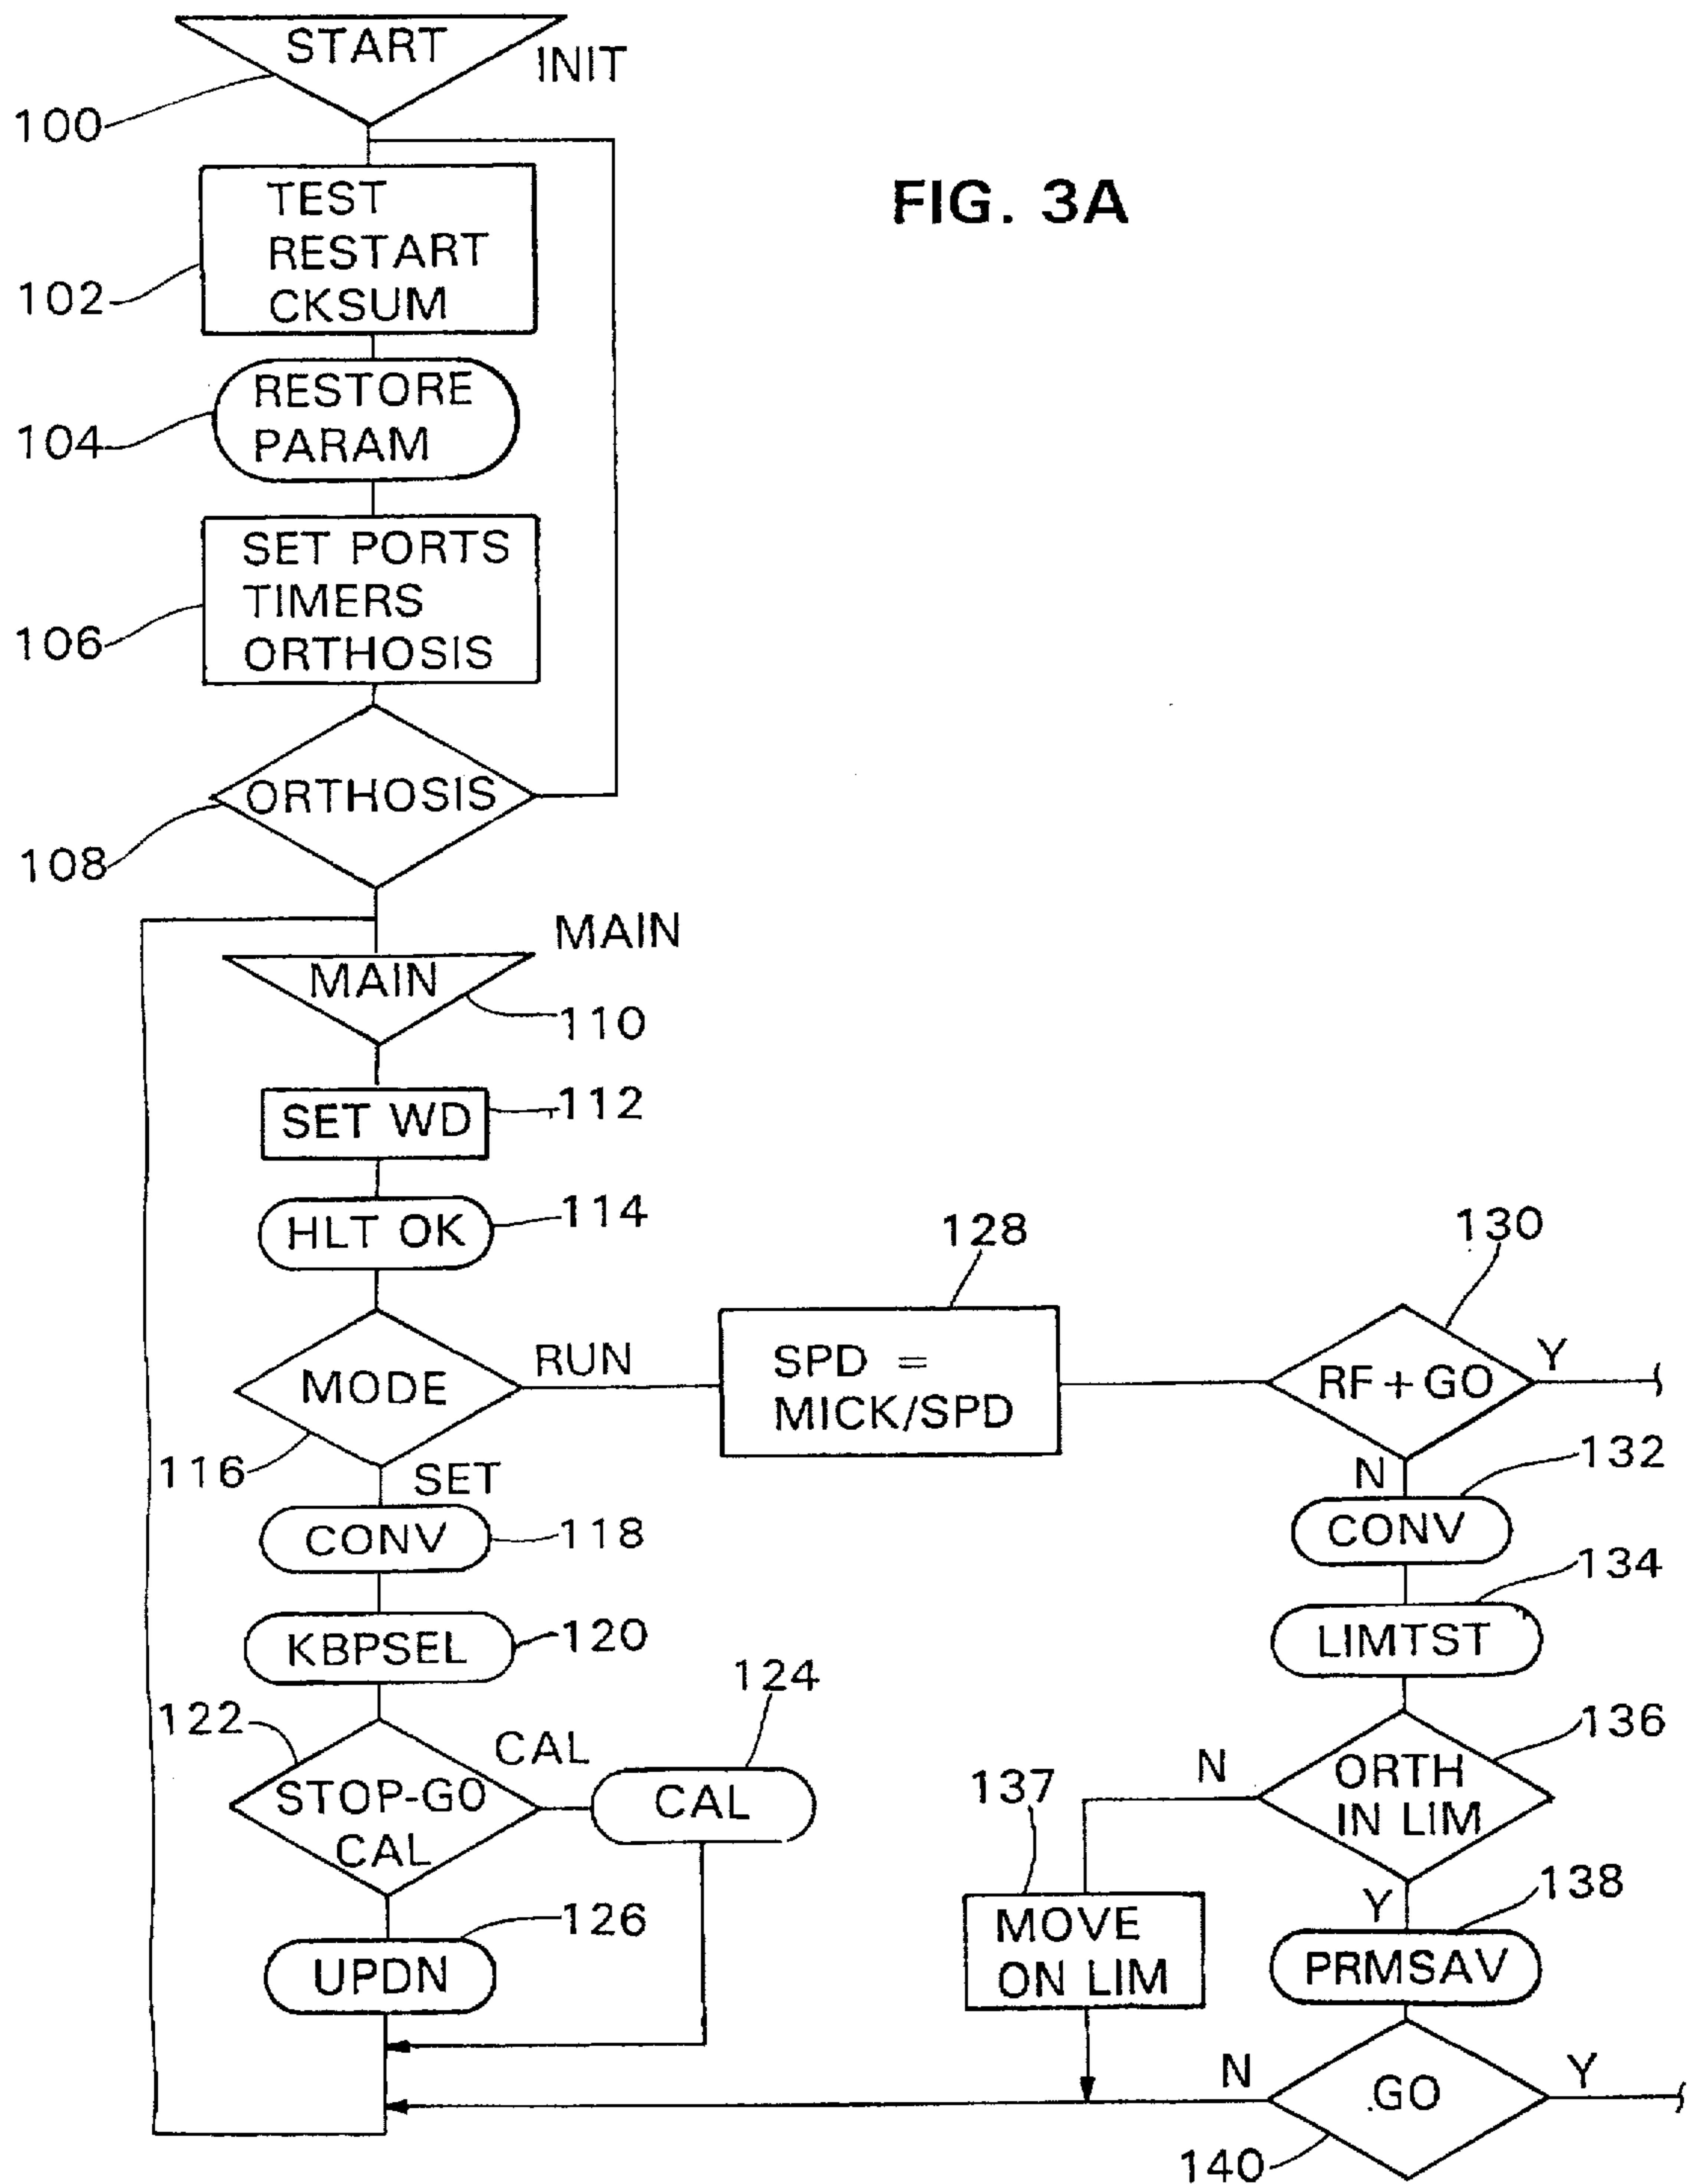 START
INIT
100
FIG. 3A
TEST
RESTART
CKSUM
102
RESTORE
PARAM
104
SET PORTS
TIMERS
ORTHOSIS
106
ORTHOSIS
108
MAIN
MAIN
110
SET WD
112
HLT OK
114
MODE
RUN
116
SET
128
SPD =
MICK/SPD
130
RF + GO
Y
N
132
CONV
118
CONV
134
LIMTST
KBPSEL
120
122
STOP-GO
CAL
CAL
124
CAL
136
ORTH
IN LIM
N
Y
137
MOVE
ON LIM
126
UPDN
138
PRMSAV
N
.GO
Y
140